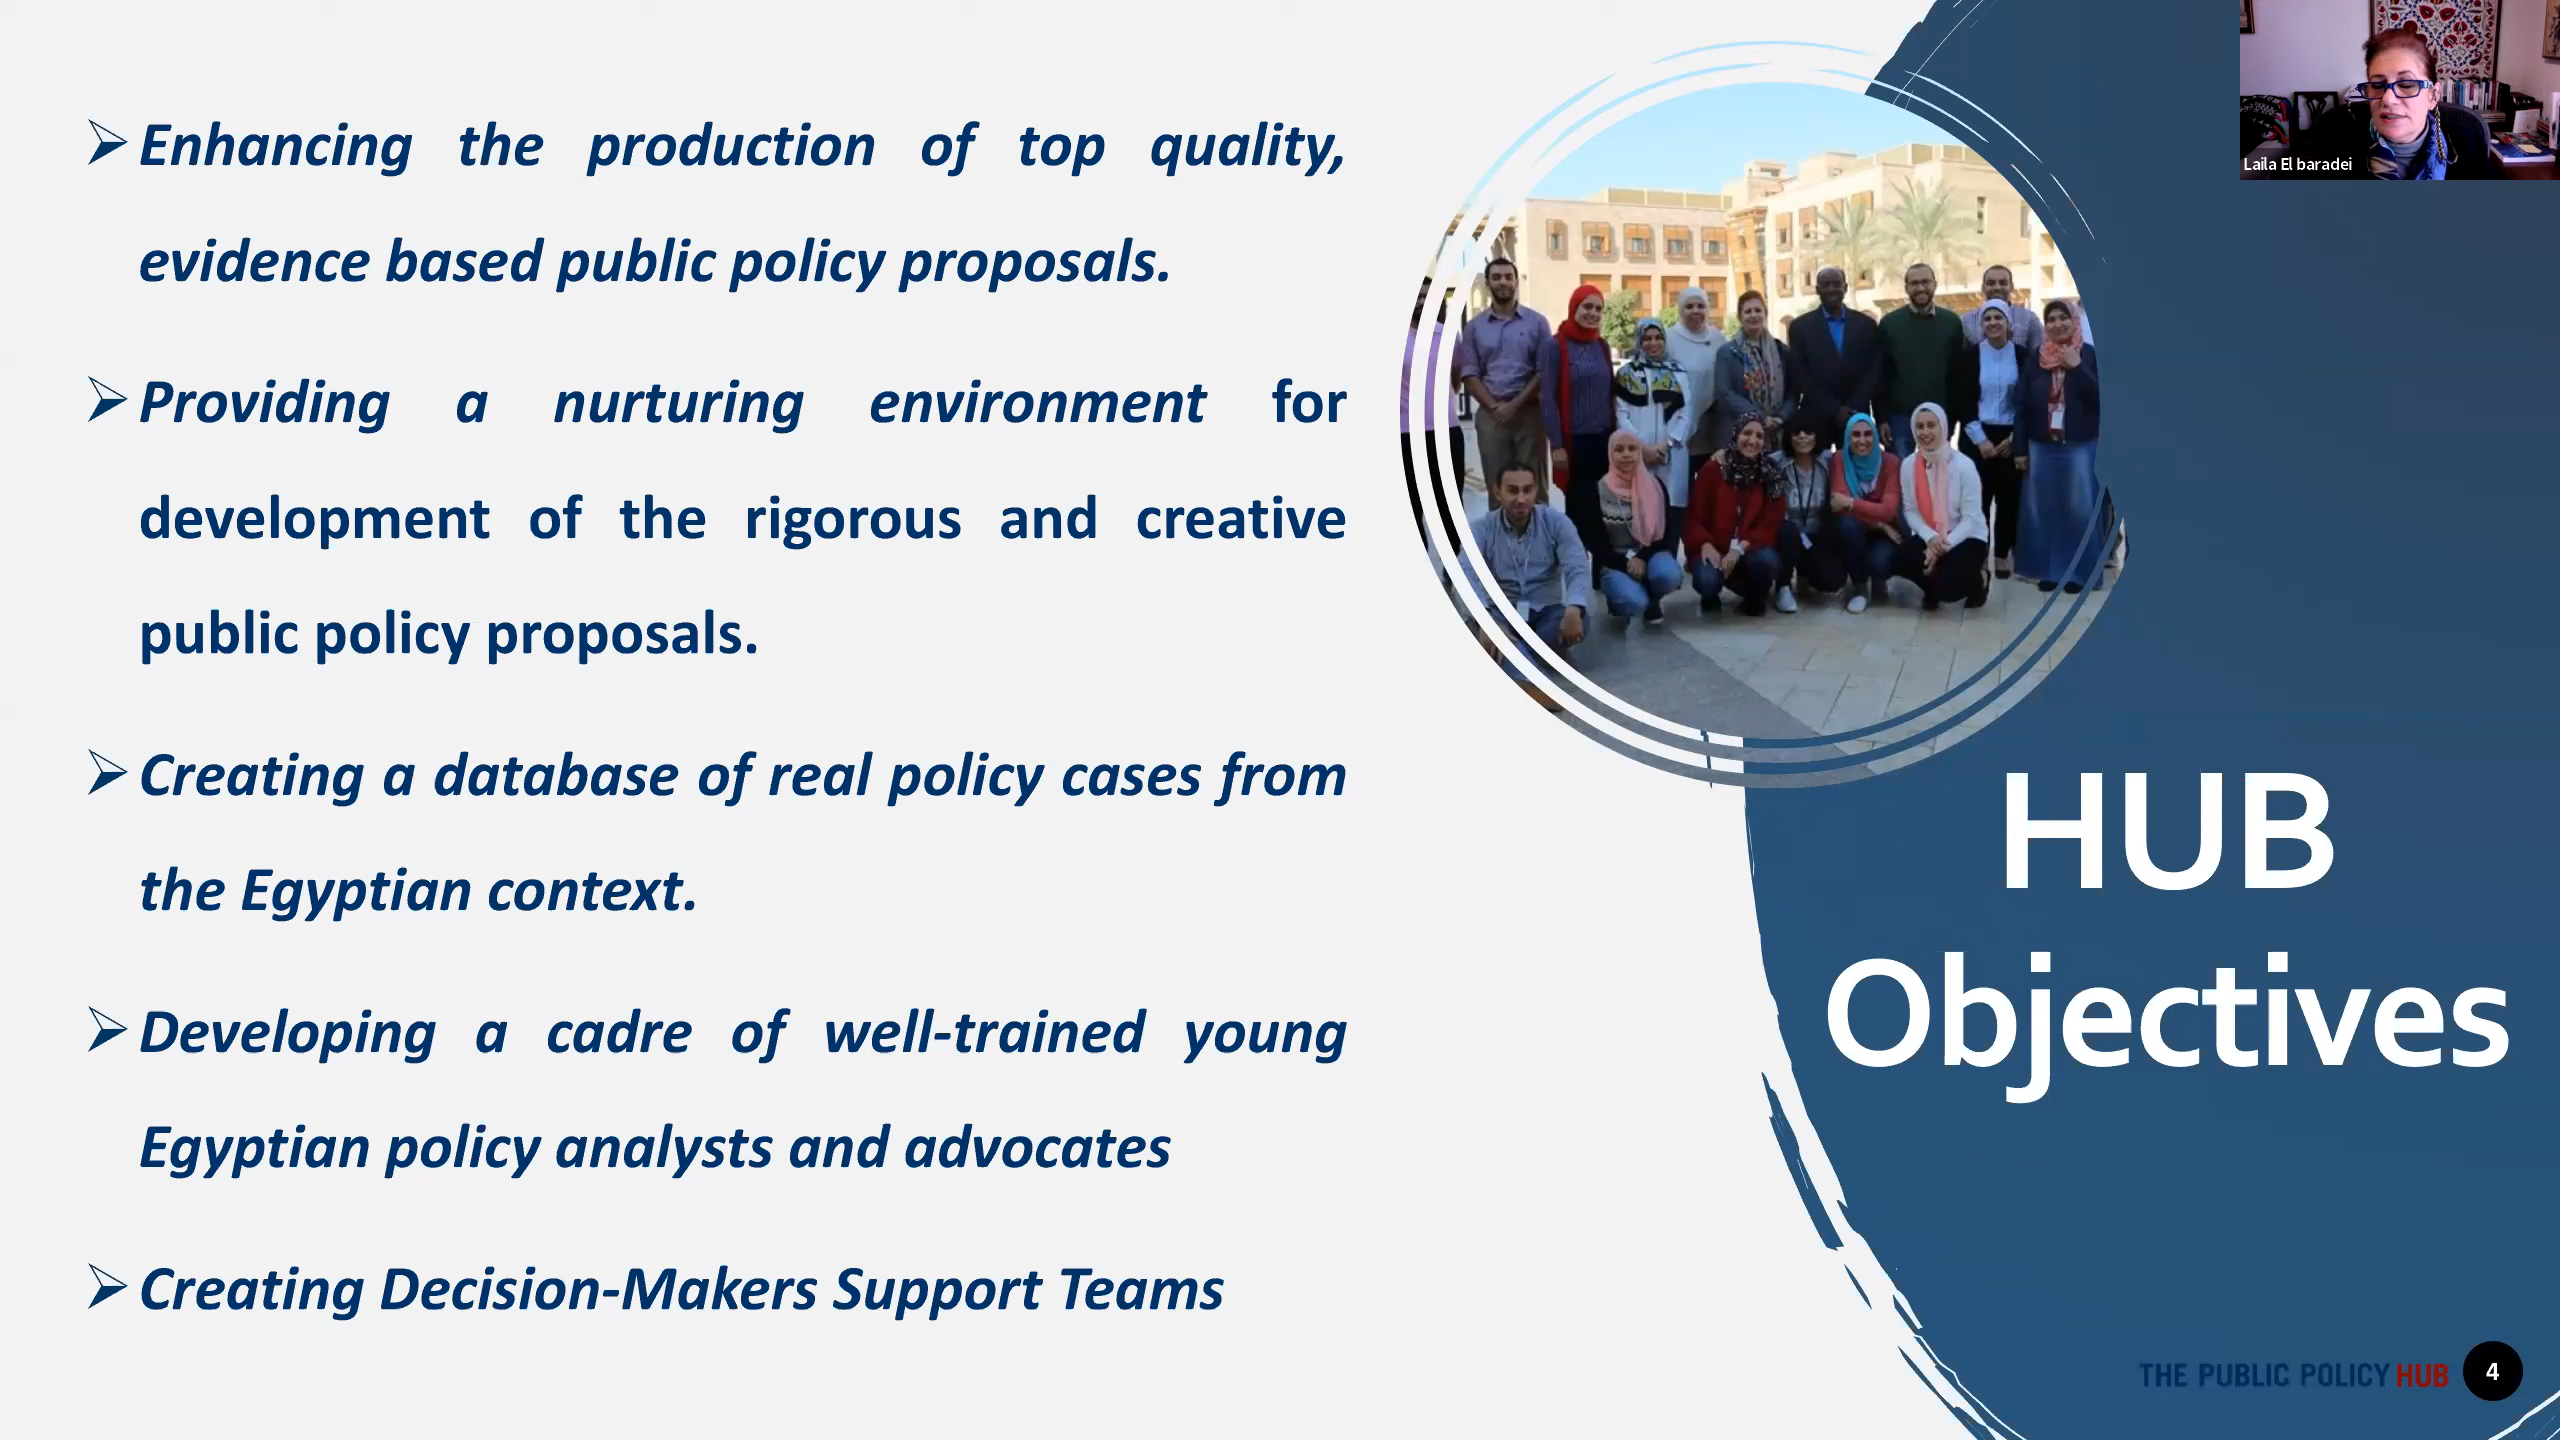 Enhancing the production of top quality,
evidence based public policy proposals.
Providing a nurturing environment for
development of the rigorous and creative
public policy proposals.
Creating a database of real policy cases from
the Egyptian context.
Developing a cadre of well-trained young
Egyptian policy analysts and advocates
Creating Decision-Makers Support Teams
Laila El baradei
HUB
Objectives
THE PUBLIC POLICY HUB
4